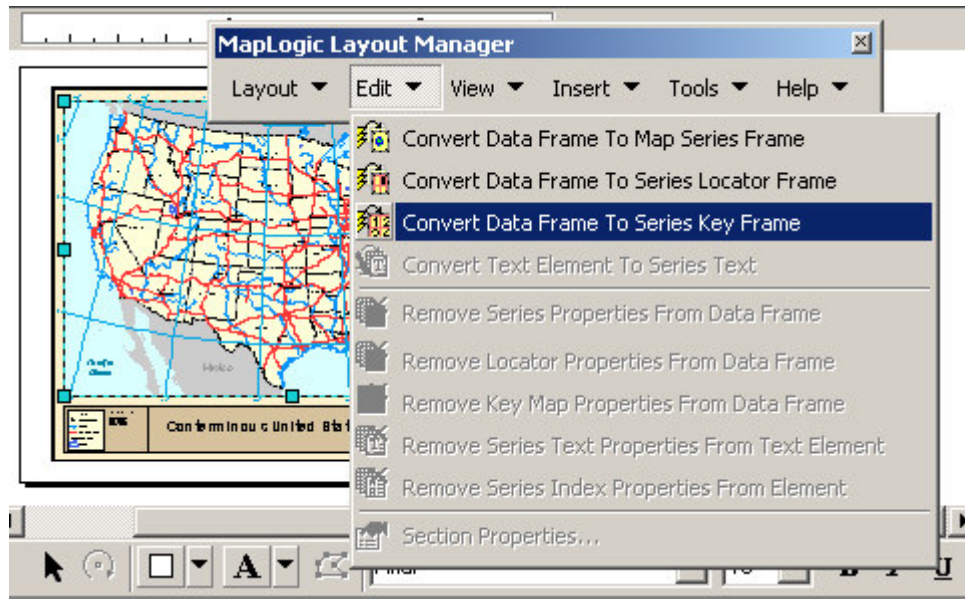 MapLogic Layout Manager
Layout Edit View Insert Tools Help
Convert Data Frame To Map Series Frame
Convert Data Frame To Series Locator Frame
Convert Data Frame To Series Key Frame
Convert Text Element To Series Text
Remove Series Properties From Data Frame
Remove Locator Properties From Data Frame
Remove Key Map Properties From Data Frame
Remove Series Text Properties From Text Element
Remove Series Index Properties From Element
Section Properties...
Mexico
Conterminous United Stat
A
U